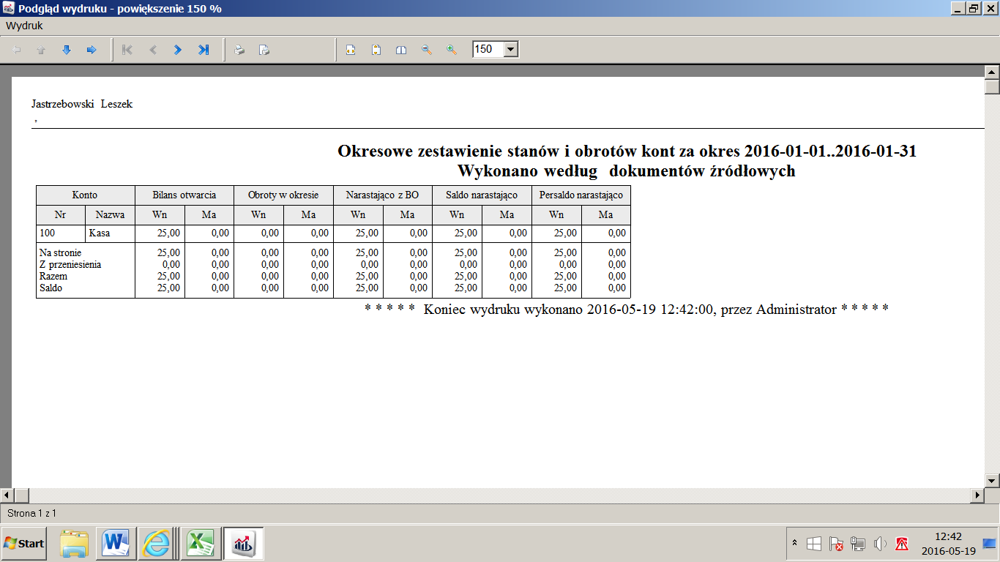 Podgląd wydruku - powiększenie 150 %
Wydruk
150
Jastrzebowski Leszek
,
Okresowe zestawienie stanów i obrotów kont za okres 2016-01-01..2016-01-31
Wykonano według dokumentów źródłowych
Konto Bilans otwarcia Obroty w okresie Narastająco z BO Saldo narastająco Persaldo narastająco
Nr Nazwa Wn Ma Wn Ma Wn Ma Wn Ma Wn Ma
100 Kasa 25,00 0,00 0,00 0,00 25,00 0,00 25,00 0,00 25,00 0,00
Na stronie 25,00 0,00 0,00 0,00 25,00 0,00 25,00 0,00 25,00 0,00
Z przeniesienia 0,00 0,00 0,00 0,00 0,00 0,00 0,00 0,00 0,00 0,00
Razem 25,00 0,00 0,00 0,00 25,00 0,00 25,00 0,00 25,00 0,00
Saldo 25,00 0,00 0,00 0,00 25,00 0,00 25,00 0,00 25,00 0,00
* * * * * Koniec wydruku wykonano 2016-05-19 12:42:00, przez Administrator * * * * *
Strona 1 z 1
Start
12:42
2016-05-19